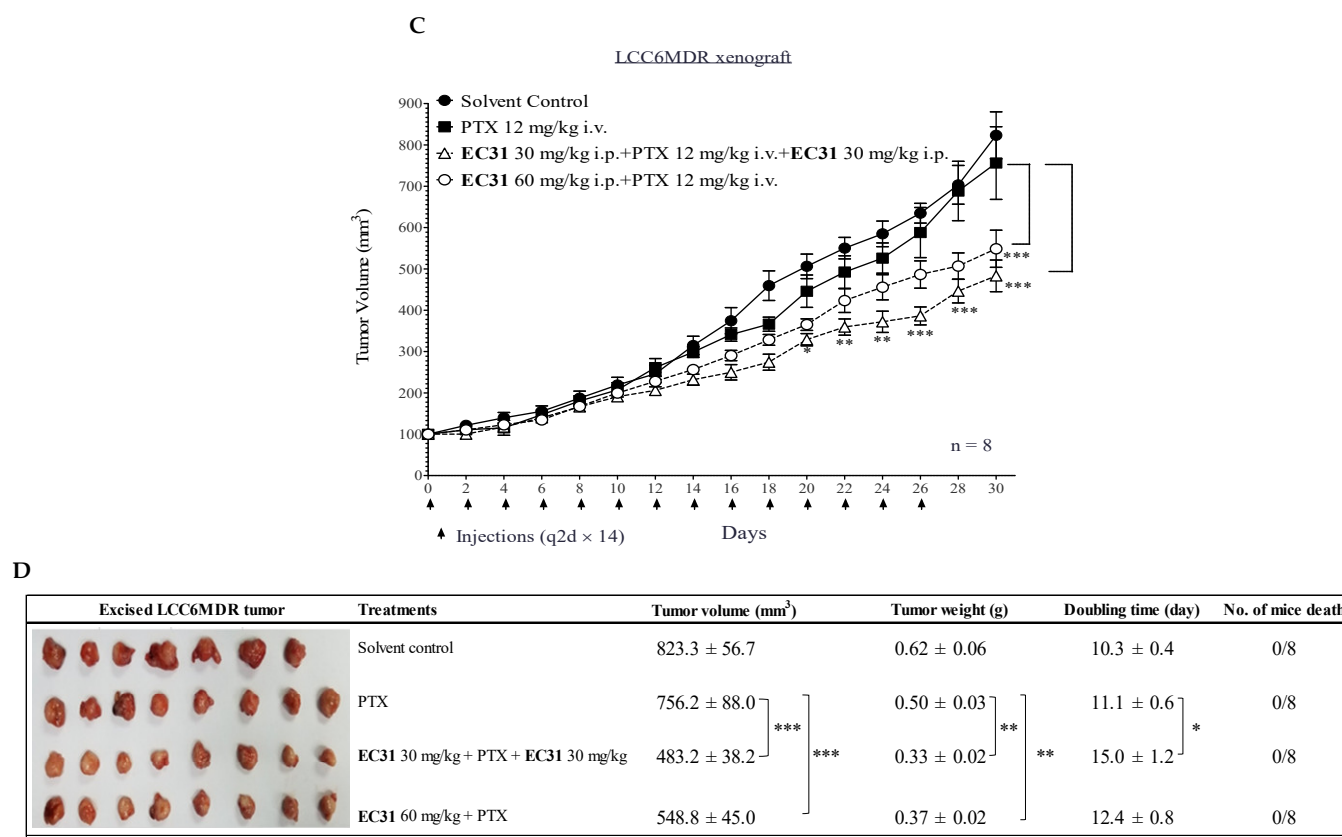 C
LCC6MDR xenograft
Solvent Control
PTX 12 mg/kg i.v.
EC31 30 mg/kg i.p.+PTX 12 mg/kg i.v.+EC31 30 mg/kg i.p.
EC31 60 mg/kg i.p.+PTX 12 mg/kg i.v.
Tumor Volume (mm³)
900
800
700
600
500
400
300
200
100
0
***
***
***
***
**
**
*
n = 8
0 2 4 6 8 10 12 14 16 18 20 22 24 26 28 30
Injections (q2d × 14)
Days
D
Excised LCC6MDR tumor Treatments Tumor volume (mm³) Tumor weight (g) Doubling time (day) No. of mice death
Solvent control 823.3 ± 56.7 0.62 ± 0.06 10.3 ± 0.4 0/8
PTX 756.2 ± 88.0 0.50 ± 0.03 11.1 ± 0.6 0/8
*** ** *
*** **
EC31 30 mg/kg + PTX + EC31 30 mg/kg 483.2 ± 38.2 0.33 ± 0.02 15.0 ± 1.2 0/8
EC31 60 mg/kg + PTX 548.8 ± 45.0 0.37 ± 0.02 12.4 ± 0.8 0/8